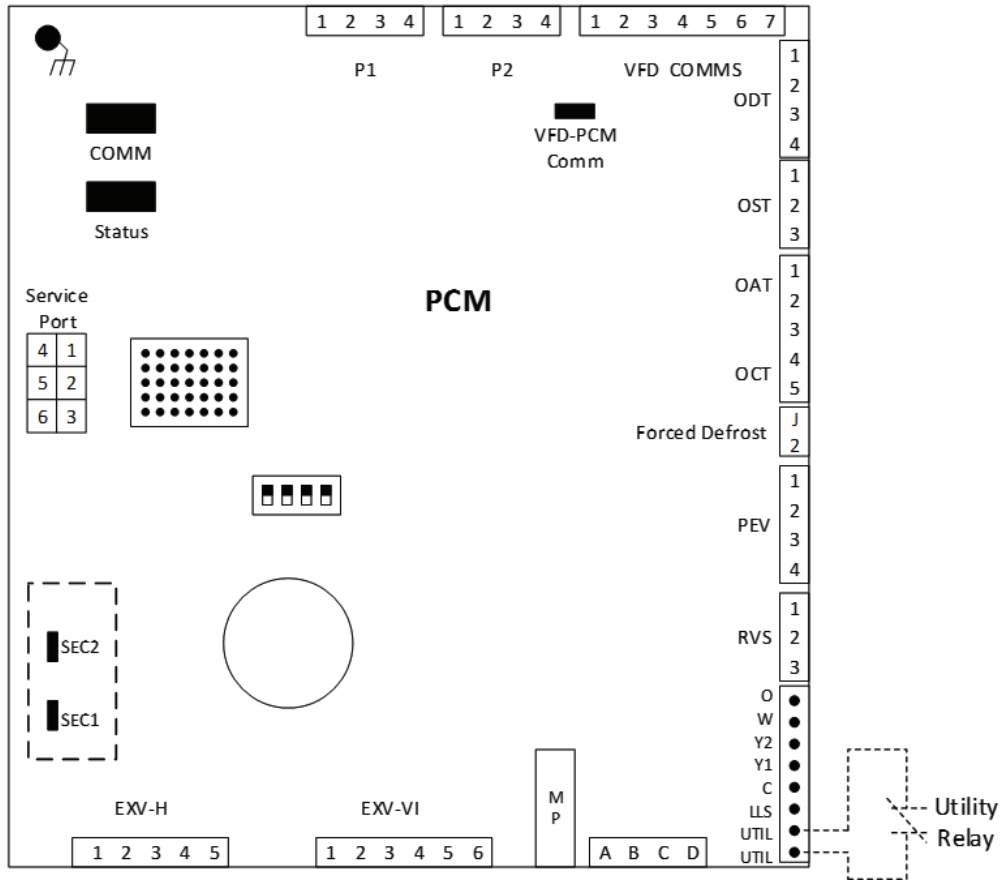 1 2 3 4
1 2 3 4
1 2 3 4 5 6 7
P1
P2
VFD COMMS
1
2
3
4
ODT
COMM
VFD-PCM
Comm
Status
1
2
3
OST
Service
Port
4 1
5 2
6 3
PCM
1
2
3
4
5
OAT
OCT
J
2
Forced Defrost
1
2
3
4
PEV
1
2
3
RVS
SEC2
SEC1
O
W
Y2
Y1
C
LLS
UTIL
UTIL
Utility
Relay
EXV-H
EXV-VI
M
P
1 2 3 4 5
1 2 3 4 5 6
A B C D